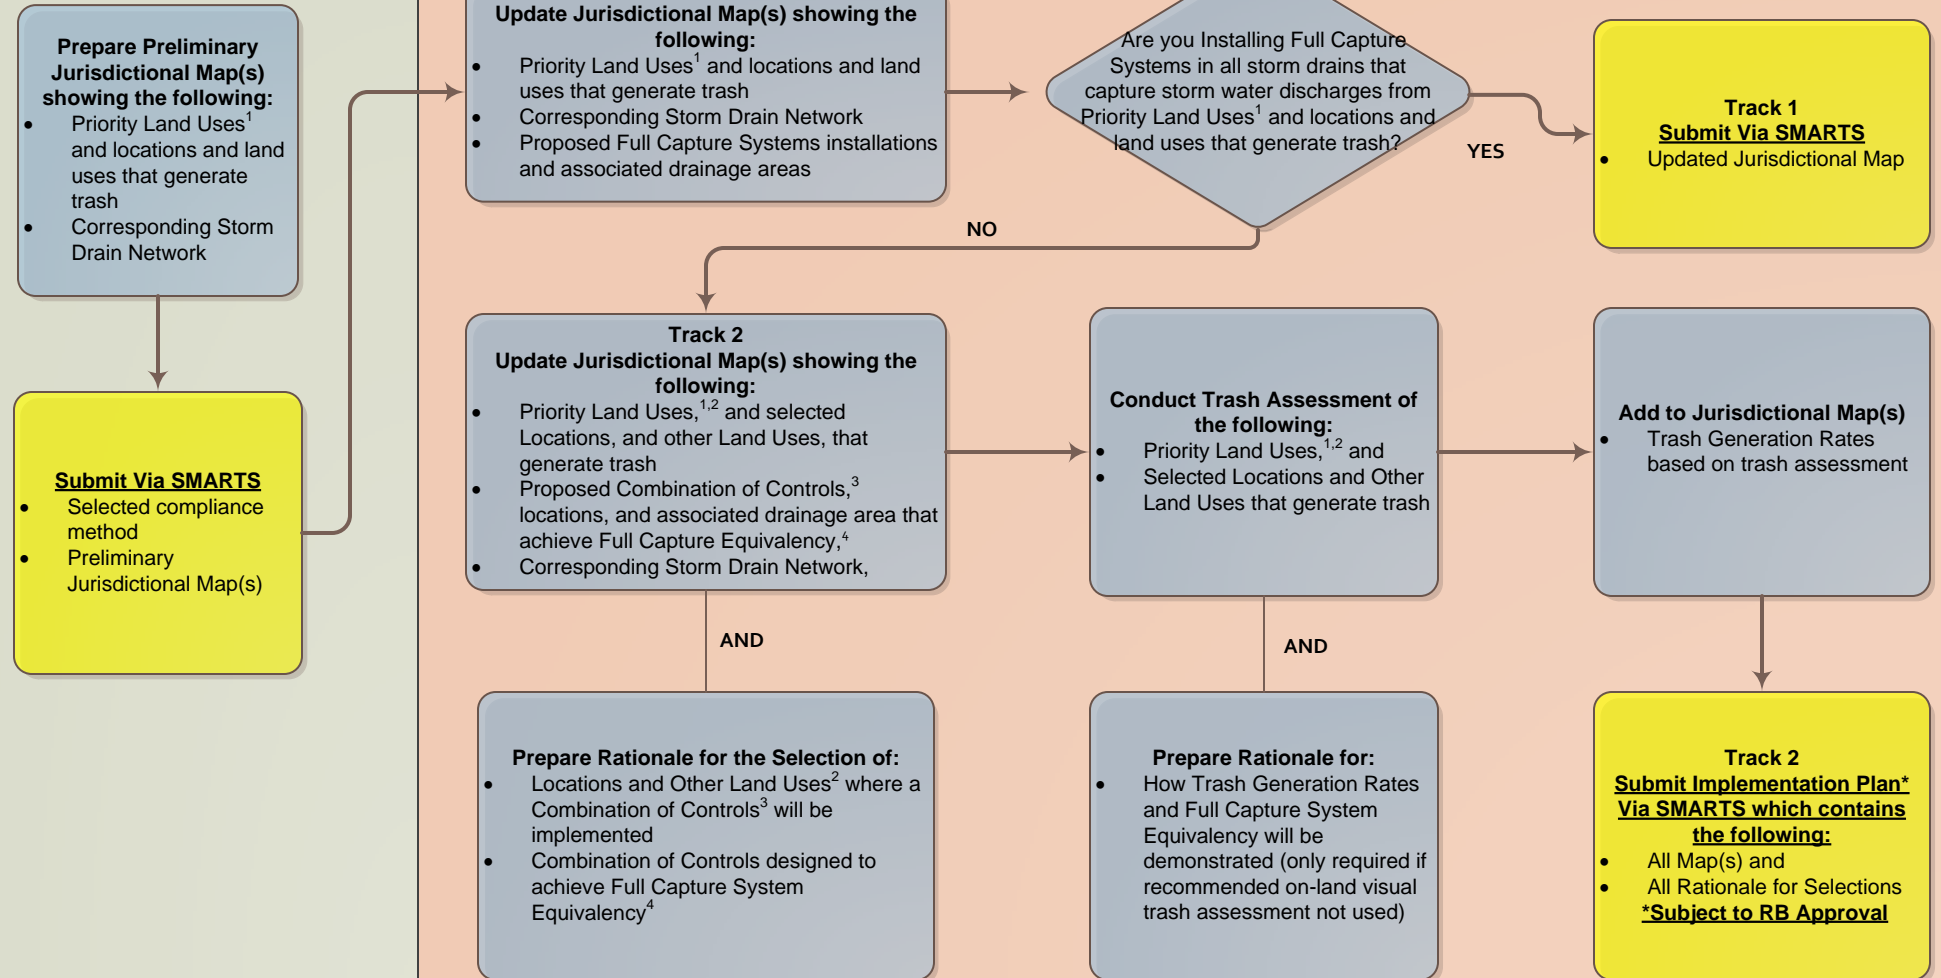 Prepare Preliminary
Jurisdictional Map(s)
showing the following:
• Priority Land Uses1
and locations and land
uses that generate
trash
• Corresponding Storm
Drain Network
Submit Via SMARTS
• Selected compliance
method
• Preliminary
Jurisdictional Map(s)
Update Jurisdictional Map(s) showing the
following:
• Priority Land Uses1 and locations and land
uses that generate trash
• Corresponding Storm Drain Network
• Proposed Full Capture Systems installations
and associated drainage areas
Are you Installing Full Capture
Systems in all storm drains that
capture storm water discharges from
Priority Land Uses1 and locations and
land uses that generate trash?
YES
Track 1
Submit Via SMARTS
• Updated Jurisdictional Map
NO
Track 2
Update Jurisdictional Map(s) showing the
following:
• Priority Land Uses,1,2 and selected
Locations, and other Land Uses, that
generate trash
• Proposed Combination of Controls,3
locations, and associated drainage area that
achieve Full Capture Equivalency,4
• Corresponding Storm Drain Network,
Conduct Trash Assessment of
the following:
• Priority Land Uses,1,2 and
• Selected Locations and Other
Land Uses that generate trash
Add to Jurisdictional Map(s)
• Trash Generation Rates
based on trash assessment
AND
AND
Prepare Rationale for the Selection of:
• Locations and Other Land Uses2 where a
Combination of Controls3 will be
implemented
• Combination of Controls designed to
achieve Full Capture System
Equivalency4
Prepare Rationale for:
• How Trash Generation Rates
and Full Capture System
Equivalency will be
demonstrated (only required if
recommended on-land visual
trash assessment not used)
Track 2
Submit Implementation Plan*
Via SMARTS which contains
the following:
• All Map(s) and
• All Rationale for Selections
*Subject to RB Approval